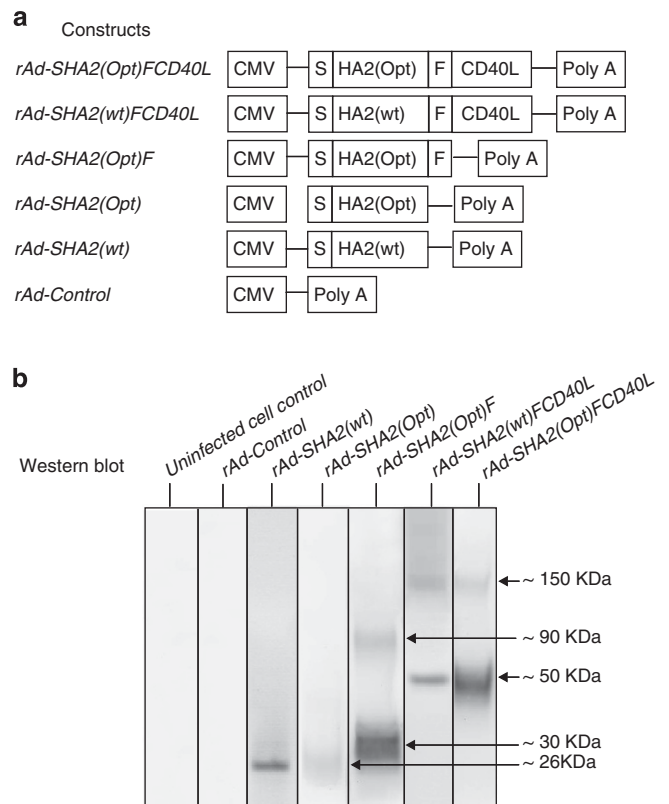 a
Constructs
rAd-SHA2(Opt)FCD40L CMV S HA2(Opt) F CD40L Poly A
rAd-SHA2(wt)FCD40L CMV S HA2(wt) F CD40L Poly A
rAd-SHA2(Opt)F CMV S HA2(Opt) F Poly A
rAd-SHA2(Opt) CMV S HA2(Opt) Poly A
rAd-SHA2(wt) CMV S HA2(wt) Poly A
rAd-Control CMV Poly A
b
Western blot
Uninfected cell control
rAd-Control
rAd-SHA2(wt)
rAd-SHA2(Opt)
rAd-SHA2(Opt)F
rAd-SHA2(wt)FCD40L
rAd-SHA2(Opt)FCD40L
~ 150 KDa
~ 90 KDa
~ 50 KDa
~ 30 KDa
~ 26KDa